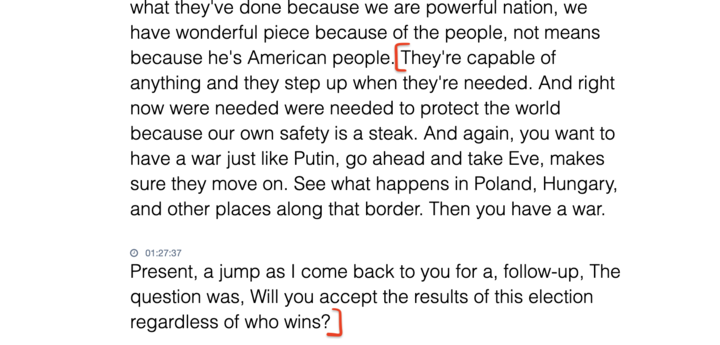 what they've done because we are powerful nation, we
have wonderful piece because of the people, not means
because he's American people. [They're capable of
anything and they step up when they're needed. And right
now were needed were needed to protect the world
because our own safety is a steak. And again, you want to
have a war just like Putin, go ahead and take Eve, makes
sure they move on. See what happens in Poland, Hungary,
and other places along that border. Then you have a war.
01:27:37
Present, a jump as I come back to you for a, follow-up, The
question was, Will you accept the results of this election
regardless of who wins?]